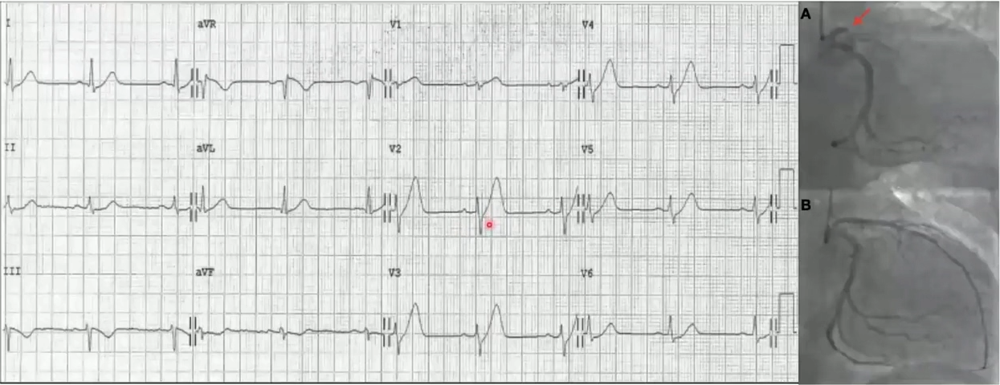 I aVR V1 V4
A
II aVL V2 V5
B
III aVF V3 V6